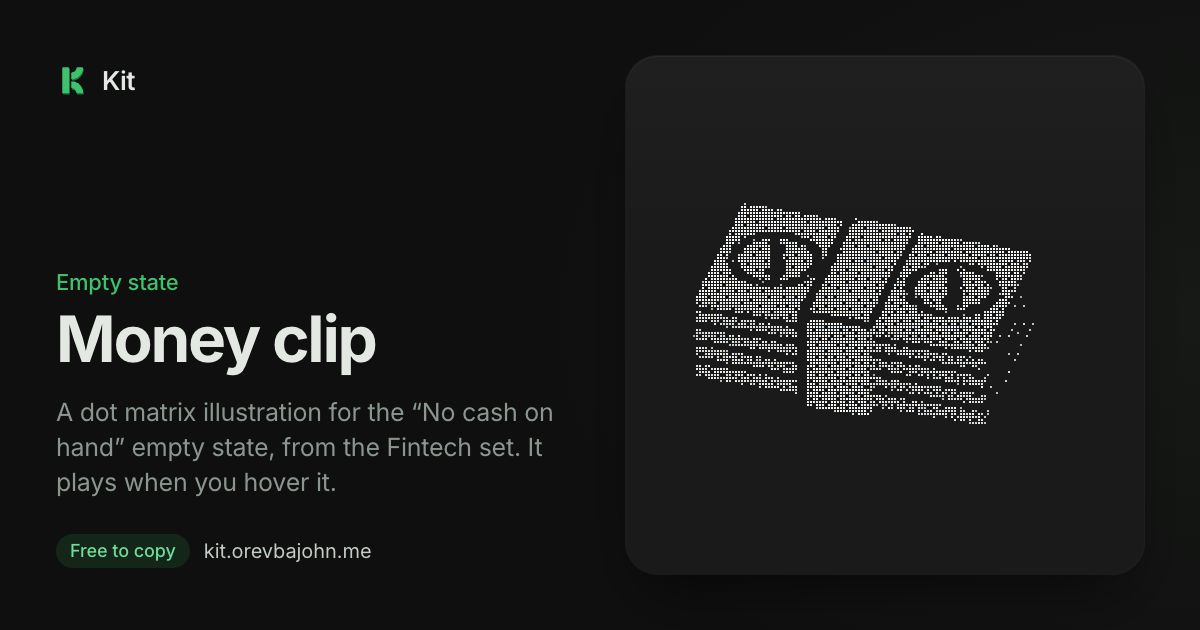 Kit
Empty state
Money clip
A dot matrix illustration for the “No cash on
hand” empty state, from the Fintech set. It
plays when you hover it.
Free to copy
kit.orevbajohn.me